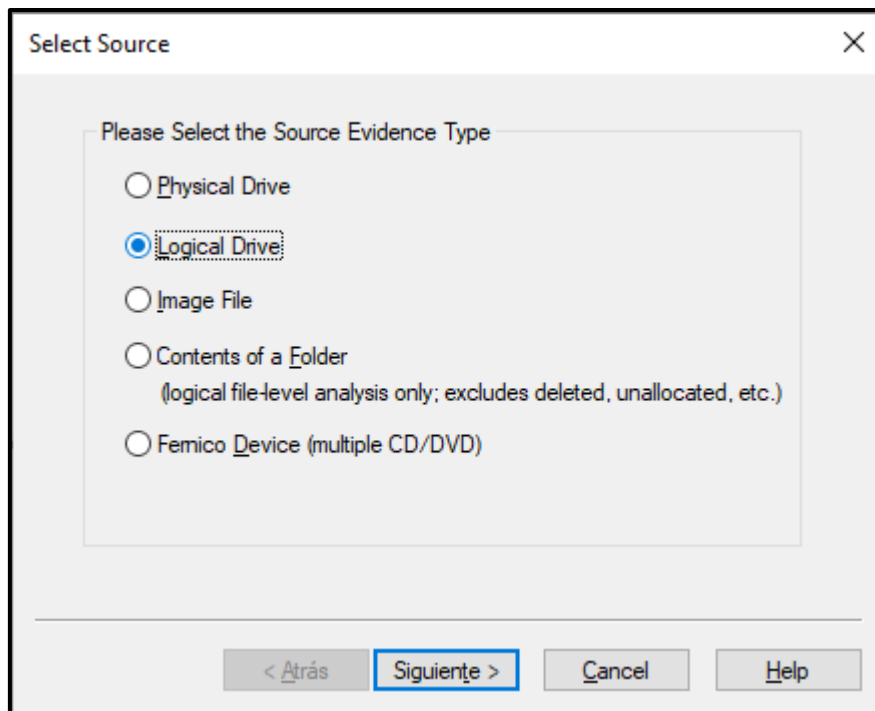 Select Source
Please Select the Source Evidence Type
Physical Drive
Logical Drive
Image File
Contents of a Folder
(logical file-level analysis only; excludes deleted, unallocated, etc.)
Fernico Device (multiple CD/DVD)
< Atrás Siguiente > Cancel Help